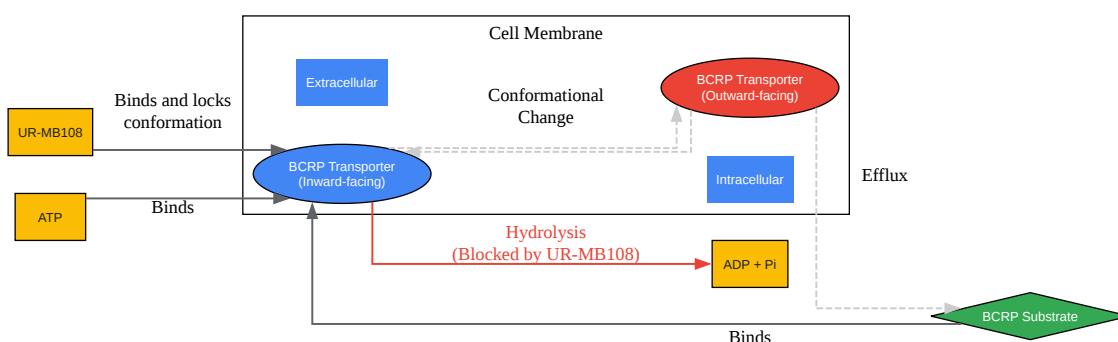 Cell Membrane
Extracellular
BCRP Transporter
(Outward-facing)
Binds and locks
conformation
Conformational
Change
UR-MB108
BCRP Transporter
(Inward-facing)
Intracellular
Efflux
ATP
Binds
Hydrolysis
(Blocked by UR-MB108)
ADP + Pi
BCRP Substrate
Binds